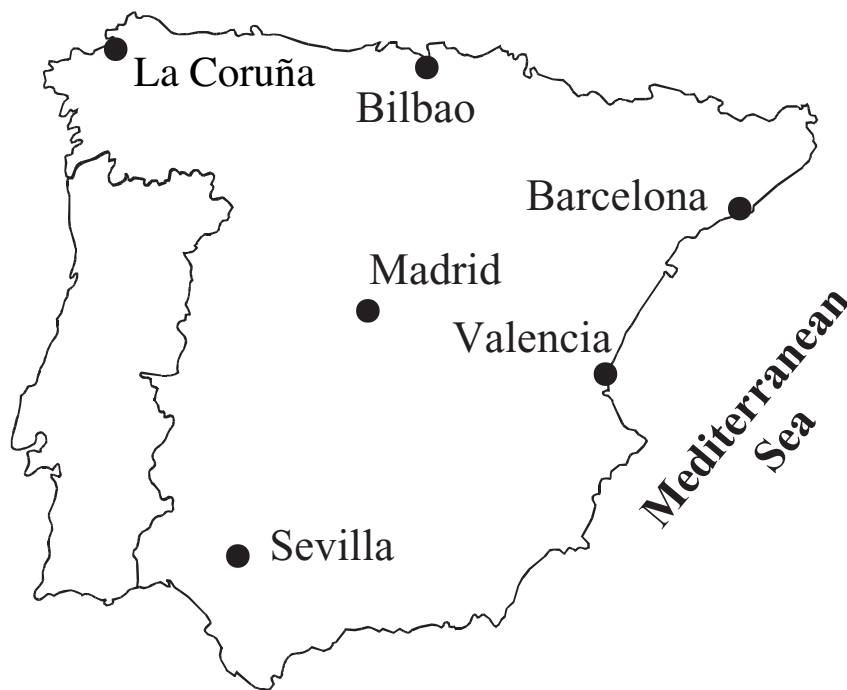 La Coruña
Bilbao
Barcelona
Madrid
Valencia
Mediterranean
Sea
Sevilla